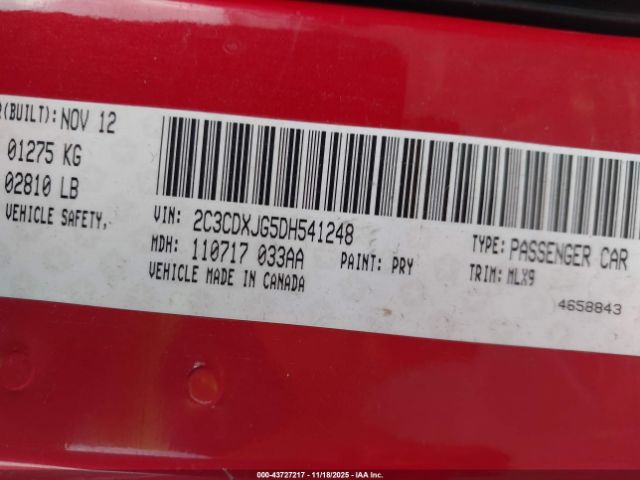 (BUILT): NOV 12
01275 KG
02810 LB
VEHICLE SAFETY,
VIN: 2C3CDXJG5DH541248
MDH: 110717 033AA PAINT: PRY
VEHICLE MADE IN CANADA
TYPE: PASSENGER CAR
TRIM: MLX9
4658843
000-43727217 - 11/18/2025 - IAA Inc.